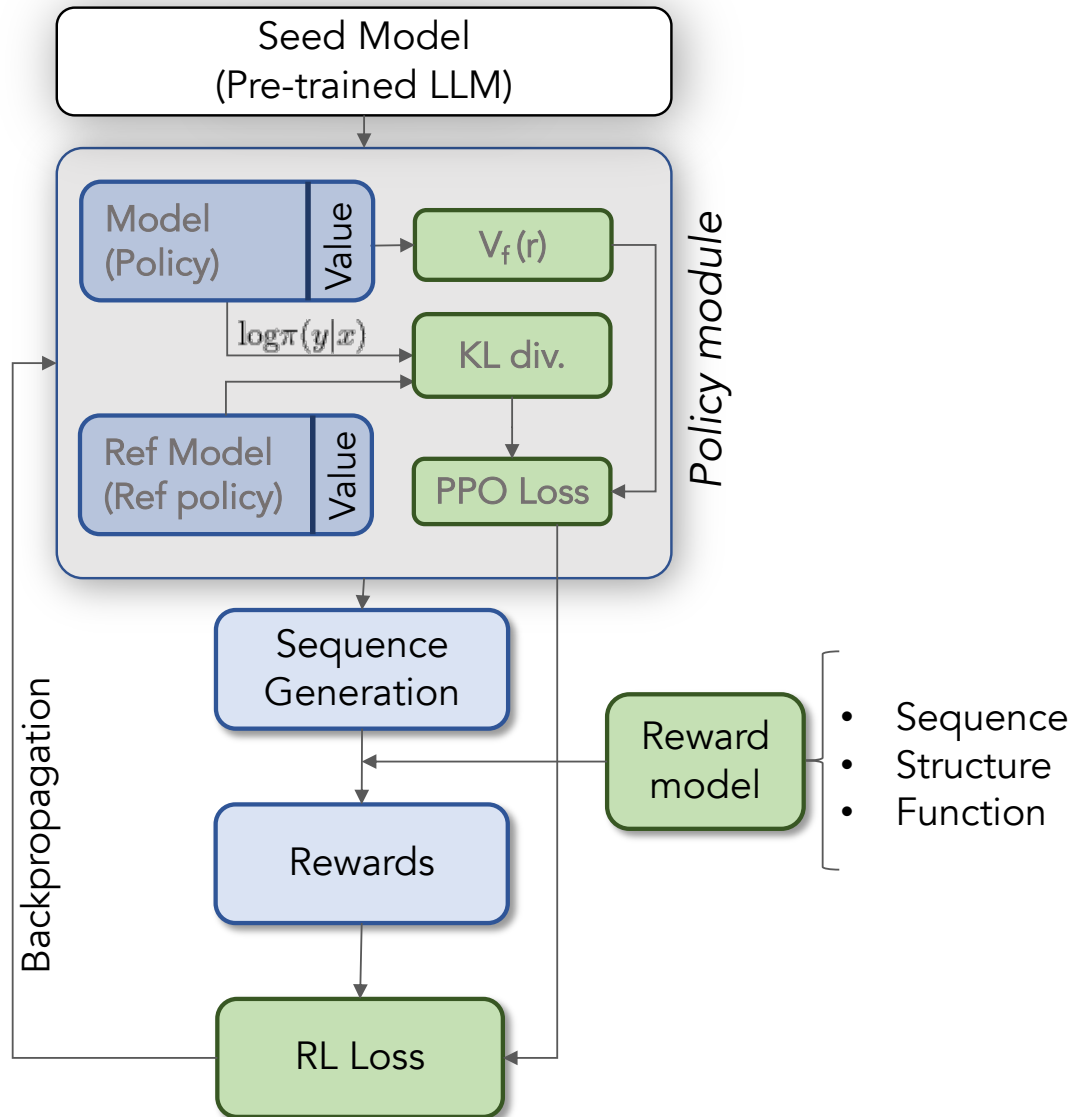 Seed Model
(Pre-trained LLM)
Model
(Policy)
Value
V_f (r)
logπ(y|x)
KL div.
Ref Model
(Ref policy)
Value
PPO Loss
Policy module
Sequence
Generation
Reward
model
• Sequence
• Structure
• Function
Rewards
Backpropagation
RL Loss